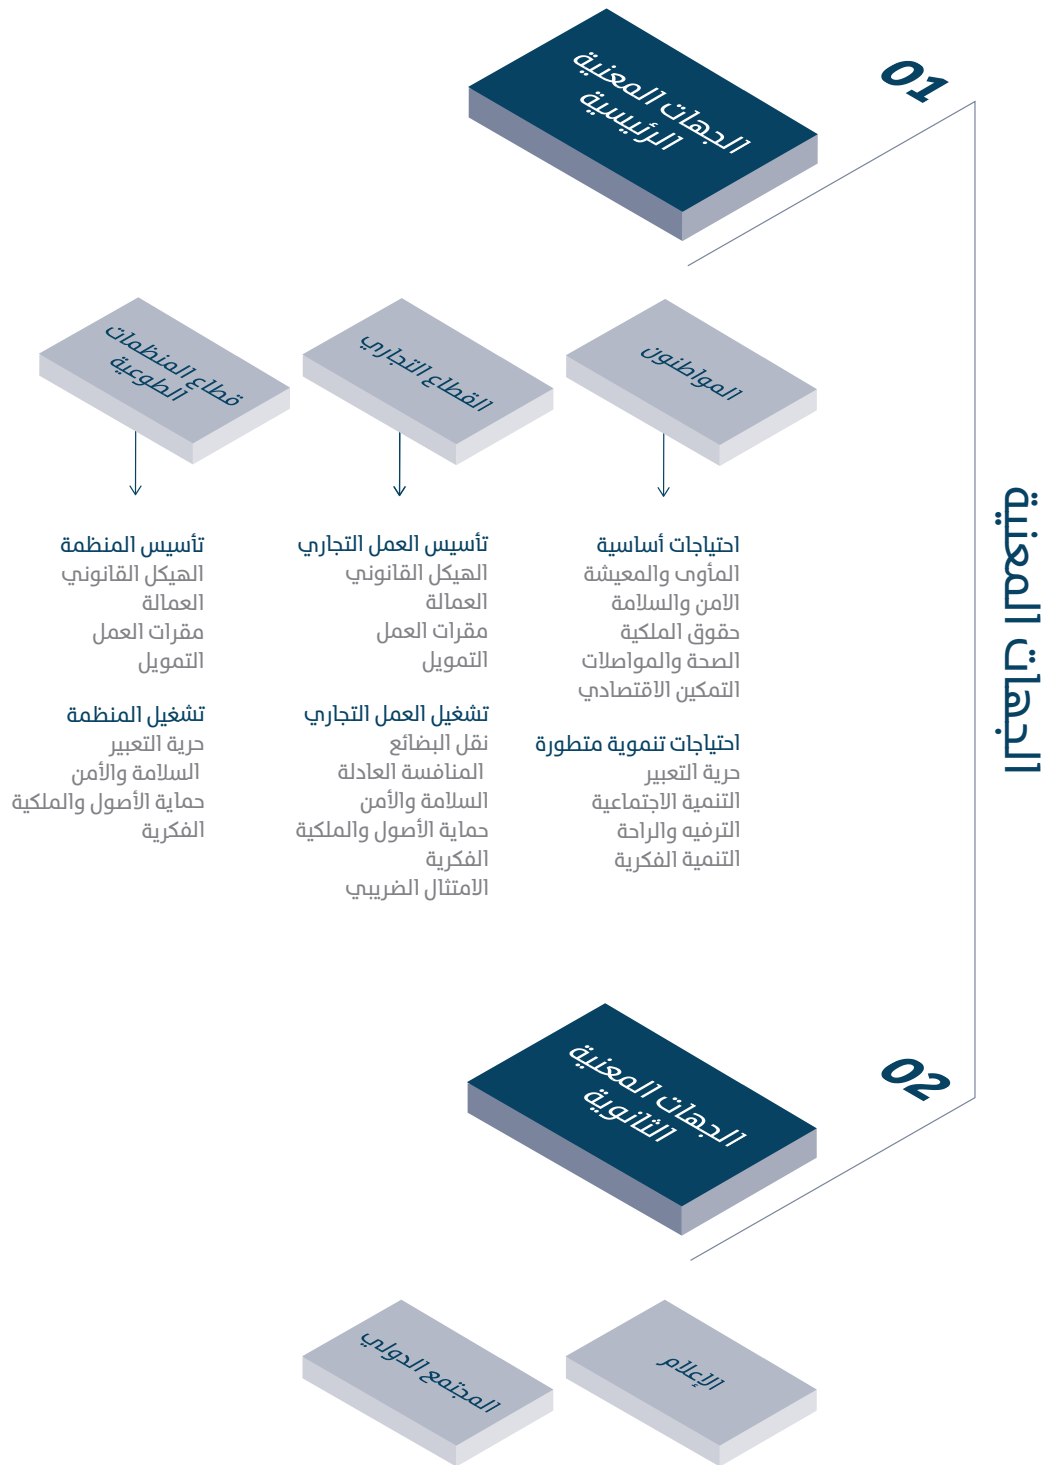 الجهات المعنية
01
الجهات المعنية
الرئيسية
المواطنون
احتياجات أساسية
المأوى والمعيشة
الامن والسلامة
حقوق الملكية
الصحة والمواصلات
التمكين الاقتصادي
احتياجات تنموية متطورة
حرية التعبير
التنمية الاجتماعية
الترفيه والراحة
التنمية الفكرية
القطاع التجاري
تأسيس العمل التجاري
الهيكل القانوني
العمالة
مقرات العمل
التمويل
تشغيل العمل التجاري
نقل البضائع
المنافسة العادلة
السلامة والأمن
حماية الأصول والملكية
الفكرية
الامتثال الضريبي
قطاع المنظمات
الطوعية
تأسيس المنظمة
الهيكل القانوني
العمالة
مقرات العمل
التمويل
تشغيل المنظمة
حرية التعبير
السلامة والأمن
حماية الأصول والملكية
الفكرية
02
الجهات المعنية
الثانوية
الإعلام
المجتمع الدولي